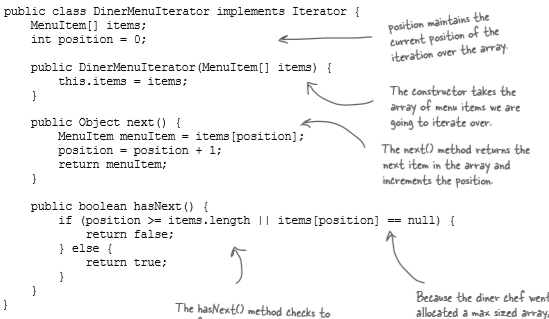 public class DinerMenuIterator implements Iterator {
MenuItem[] items;
int position = 0;
public DinerMenuIterator(MenuItem[] items) {
this.items = items;
}
public Object next() {
MenuItem menuItem = items[position];
position = position + 1;
return menuItem;
}
public boolean hasNext() {
if (position >= items.length || items[position] == null) {
return false;
} else {
return true;
}
}
}
position maintains the
current position of the
iteration over the array.
The constructor takes the
array of menu items we are
going to iterate over.
The next() method returns the
next item in the array and
increments the position.
The hasNext() method checks to
Because the diner chef went
allocated a max sized array,